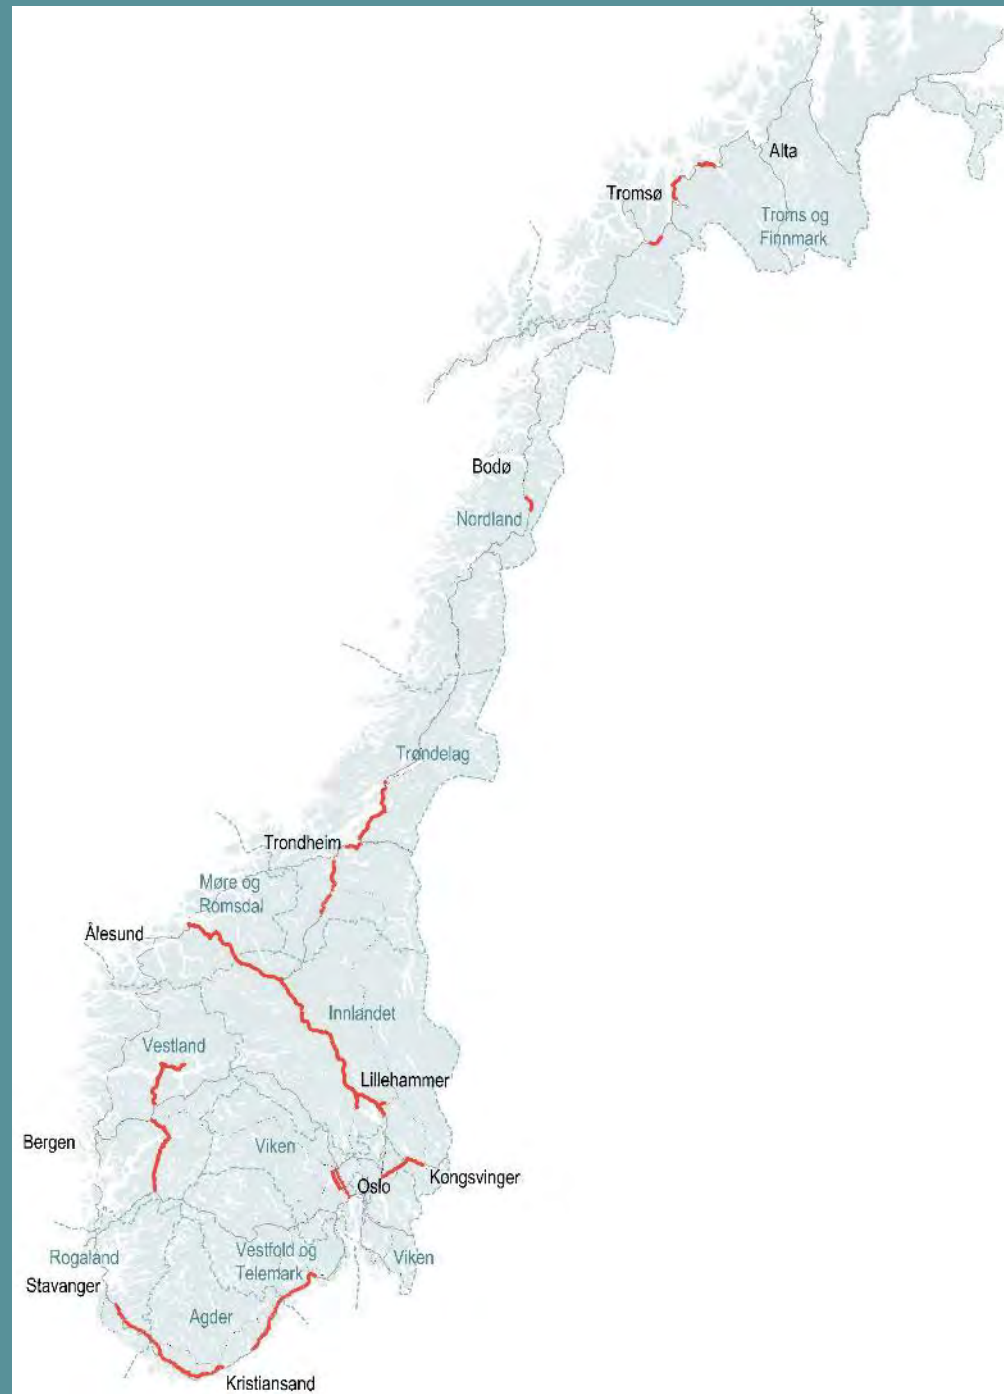 Alta
Tromsø
Troms og
Finnmark
Bodø
Nordland
Trøndelag
Trondheim
Møre og
Romsdal
Ålesund
Innlandet
Vestland
Lillehammer
Bergen
Viken
Kongsvinger
Oslo
Vestfold og
Telemark
Viken
Rogaland
Stavanger
Agder
Kristiansand